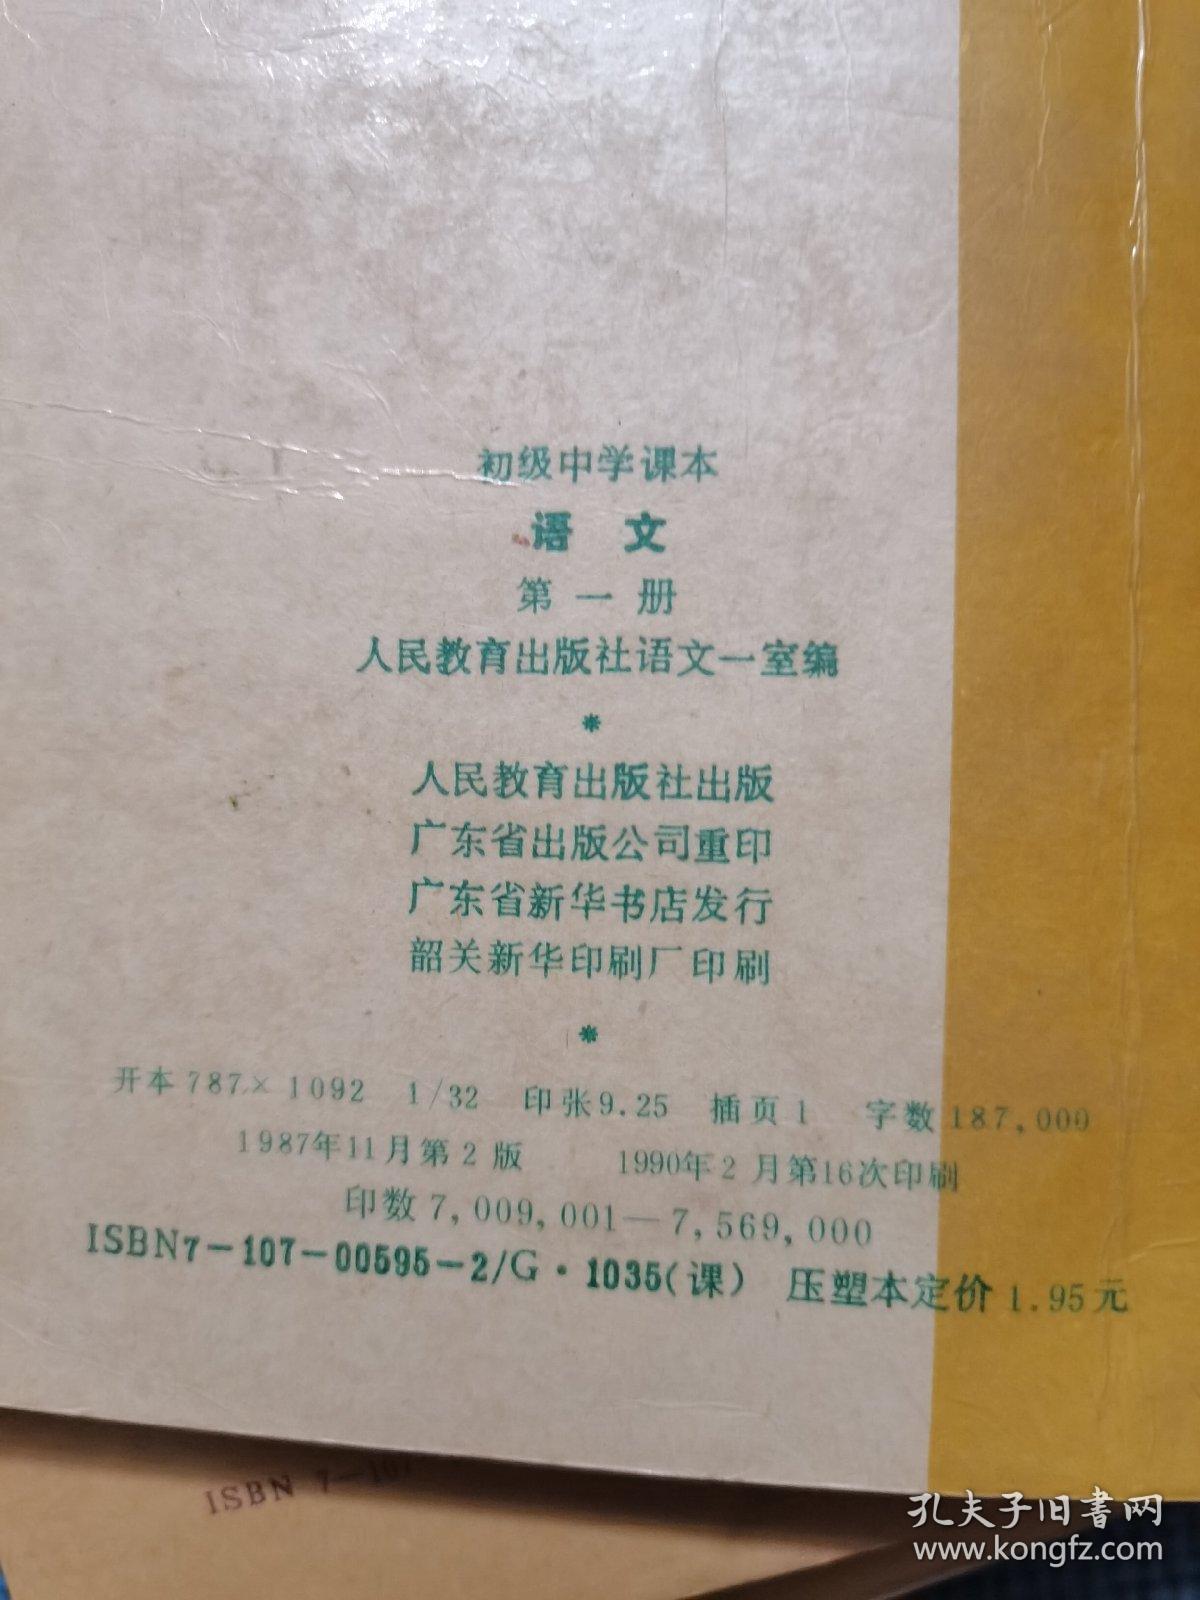 初级中学课本
语 文
第一册
人民教育出版社语文一室编
*
人民教育出版社出版
广东省出版公司重印
广东省新华书店发行
韶关新华印刷厂印刷
*
开本 787×1092 1/32 印张 9.25 插页 1 字数 187,000
1987年11月第 2 版 1990年 2 月第16次印刷
印数 7,009,001—7,569,000
ISBN7-107-00595-2/G·1035(课) 压塑本定价 1.95 元
ISBN 7-107
孔夫子旧书网
www.kongfz.com